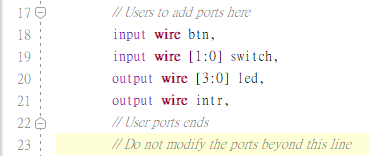 17 // Users to add ports here
18 input wire btn,
19 input wire [1:0] switch,
20 output wire [3:0] led,
21 output wire intr,
22 // User ports ends
23 // Do not modify the ports beyond this line